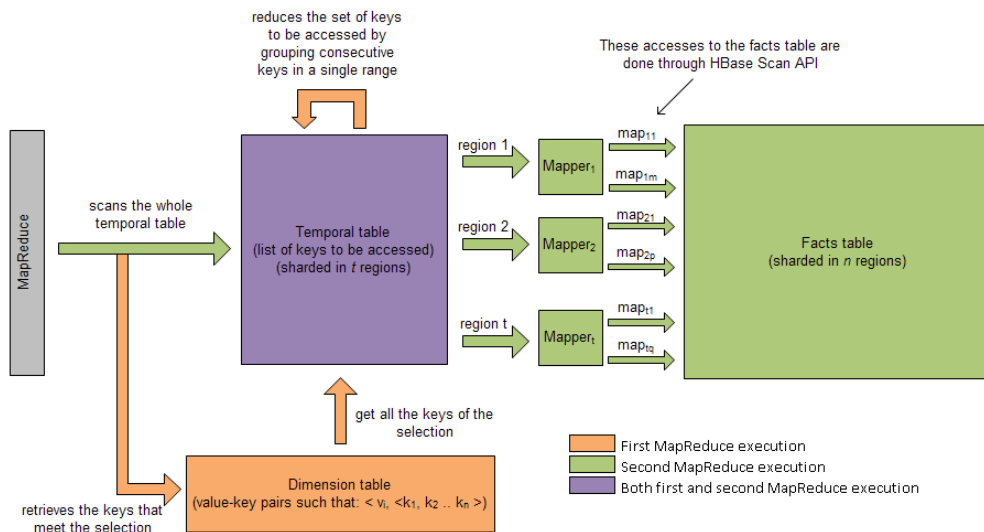 reduces the set of keys
to be accessed by
grouping consecutive
keys in a single range
These accesses to the facts table are
done through HBase Scan API
MapReduce
scans the whole
temporal table
Temporal table
(list of keys to be accessed)
(sharded in t regions)
region 1
region 2
region t
Mapper1
Mapper2
Mappert
map11
map1m
map21
map2p
mapt1
maptq
Facts table
(sharded in n regions)
get all the keys of the
selection
Dimension table
(value-key pairs such that: < vi, <k1, k2 .. kn >)
retrieves the keys that
meet the selection
First MapReduce execution
Second MapReduce execution
Both first and second MapReduce execution